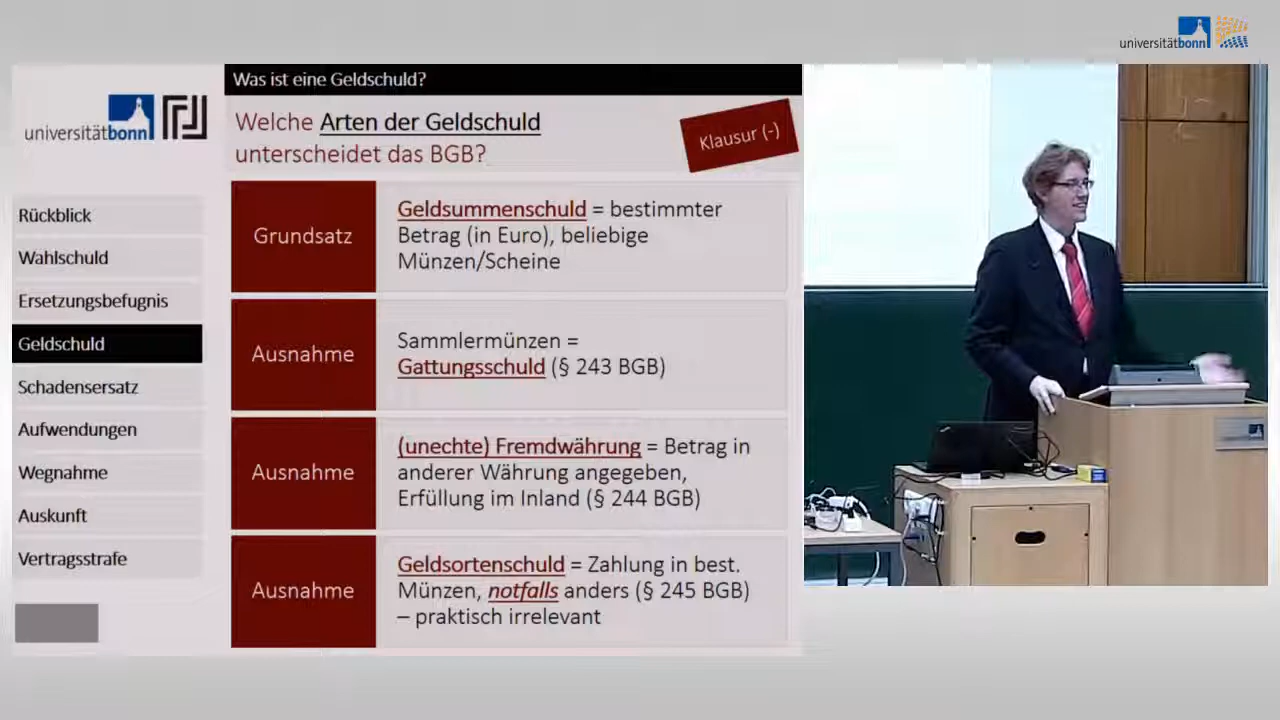 universitätbonn
Was ist eine Geldschuld?
universitätbonn
Welche Arten der Geldschuld
unterscheidet das BGB?
Klausur (-)
Rückblick
Wahlschuld
Ersetzungsbefugnis
Geldschuld
Schadensersatz
Aufwendungen
Wegnahme
Auskunft
Vertragsstrafe
Grundsatz
Geldsummenschuld = bestimmter
Betrag (in Euro), beliebige
Münzen/Scheine
Ausnahme
Sammlermünzen =
Gattungsschuld (§ 243 BGB)
Ausnahme
(unechte) Fremdwährung = Betrag in
anderer Währung angegeben,
Erfüllung im Inland (§ 244 BGB)
Ausnahme
Geldsortenschuld = Zahlung in best.
Münzen, notfalls anders (§ 245 BGB)
– praktisch irrelevant